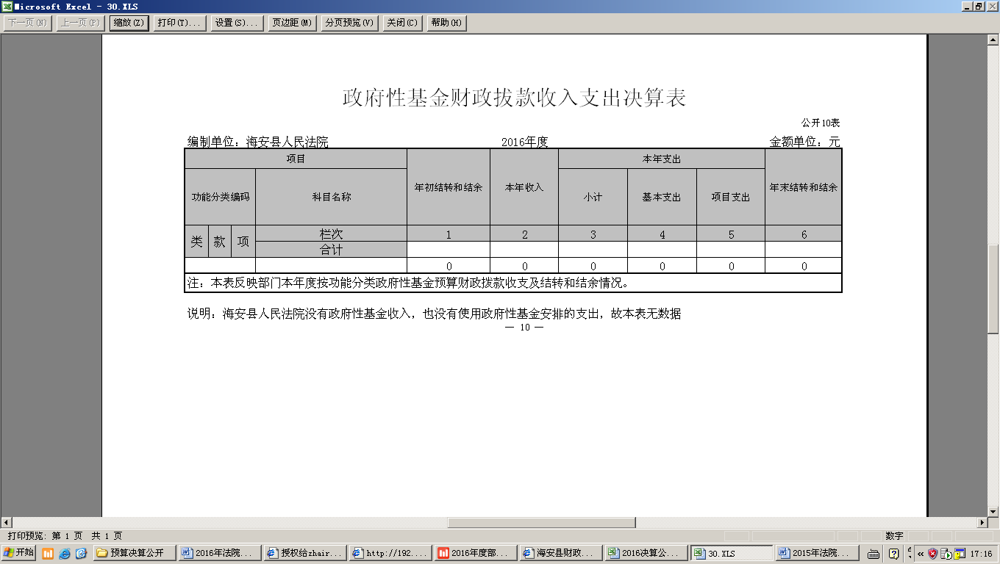 Microsoft Excel - 30.XLS
下一页(N) 上一页(P) 缩放(Z) 打印(T)... 设置(S)... 页边距(M) 分页预览(V) 关闭(C) 帮助(H)
政府性基金财政拨款收入支出决算表
公开10表
编制单位：海安县人民法院 2016年度 金额单位：元
项目 本年支出
年初结转和结余 本年收入 年末结转和结余
功能分类编码 科目名称 小计 基本支出 项目支出
类 款 项 栏次 1 2 3 4 5 6
合计
0 0 0 0 0 0
注：本表反映部门本年度按功能分类政府性基金预算财政拨款收支及结转和结余情况。
说明：海安县人民法院没有政府性基金收入，也没有使用政府性基金安排的支出，故本表无数据
— 10 —
打印预览: 第 1 页 共 1 页 数字
开始 预算决算公开 2016年法院... 授权给zhair... http://192.... 2016年度部... 海安县财政... 2016决算公... 30.XLS 2015年法院... 17:16